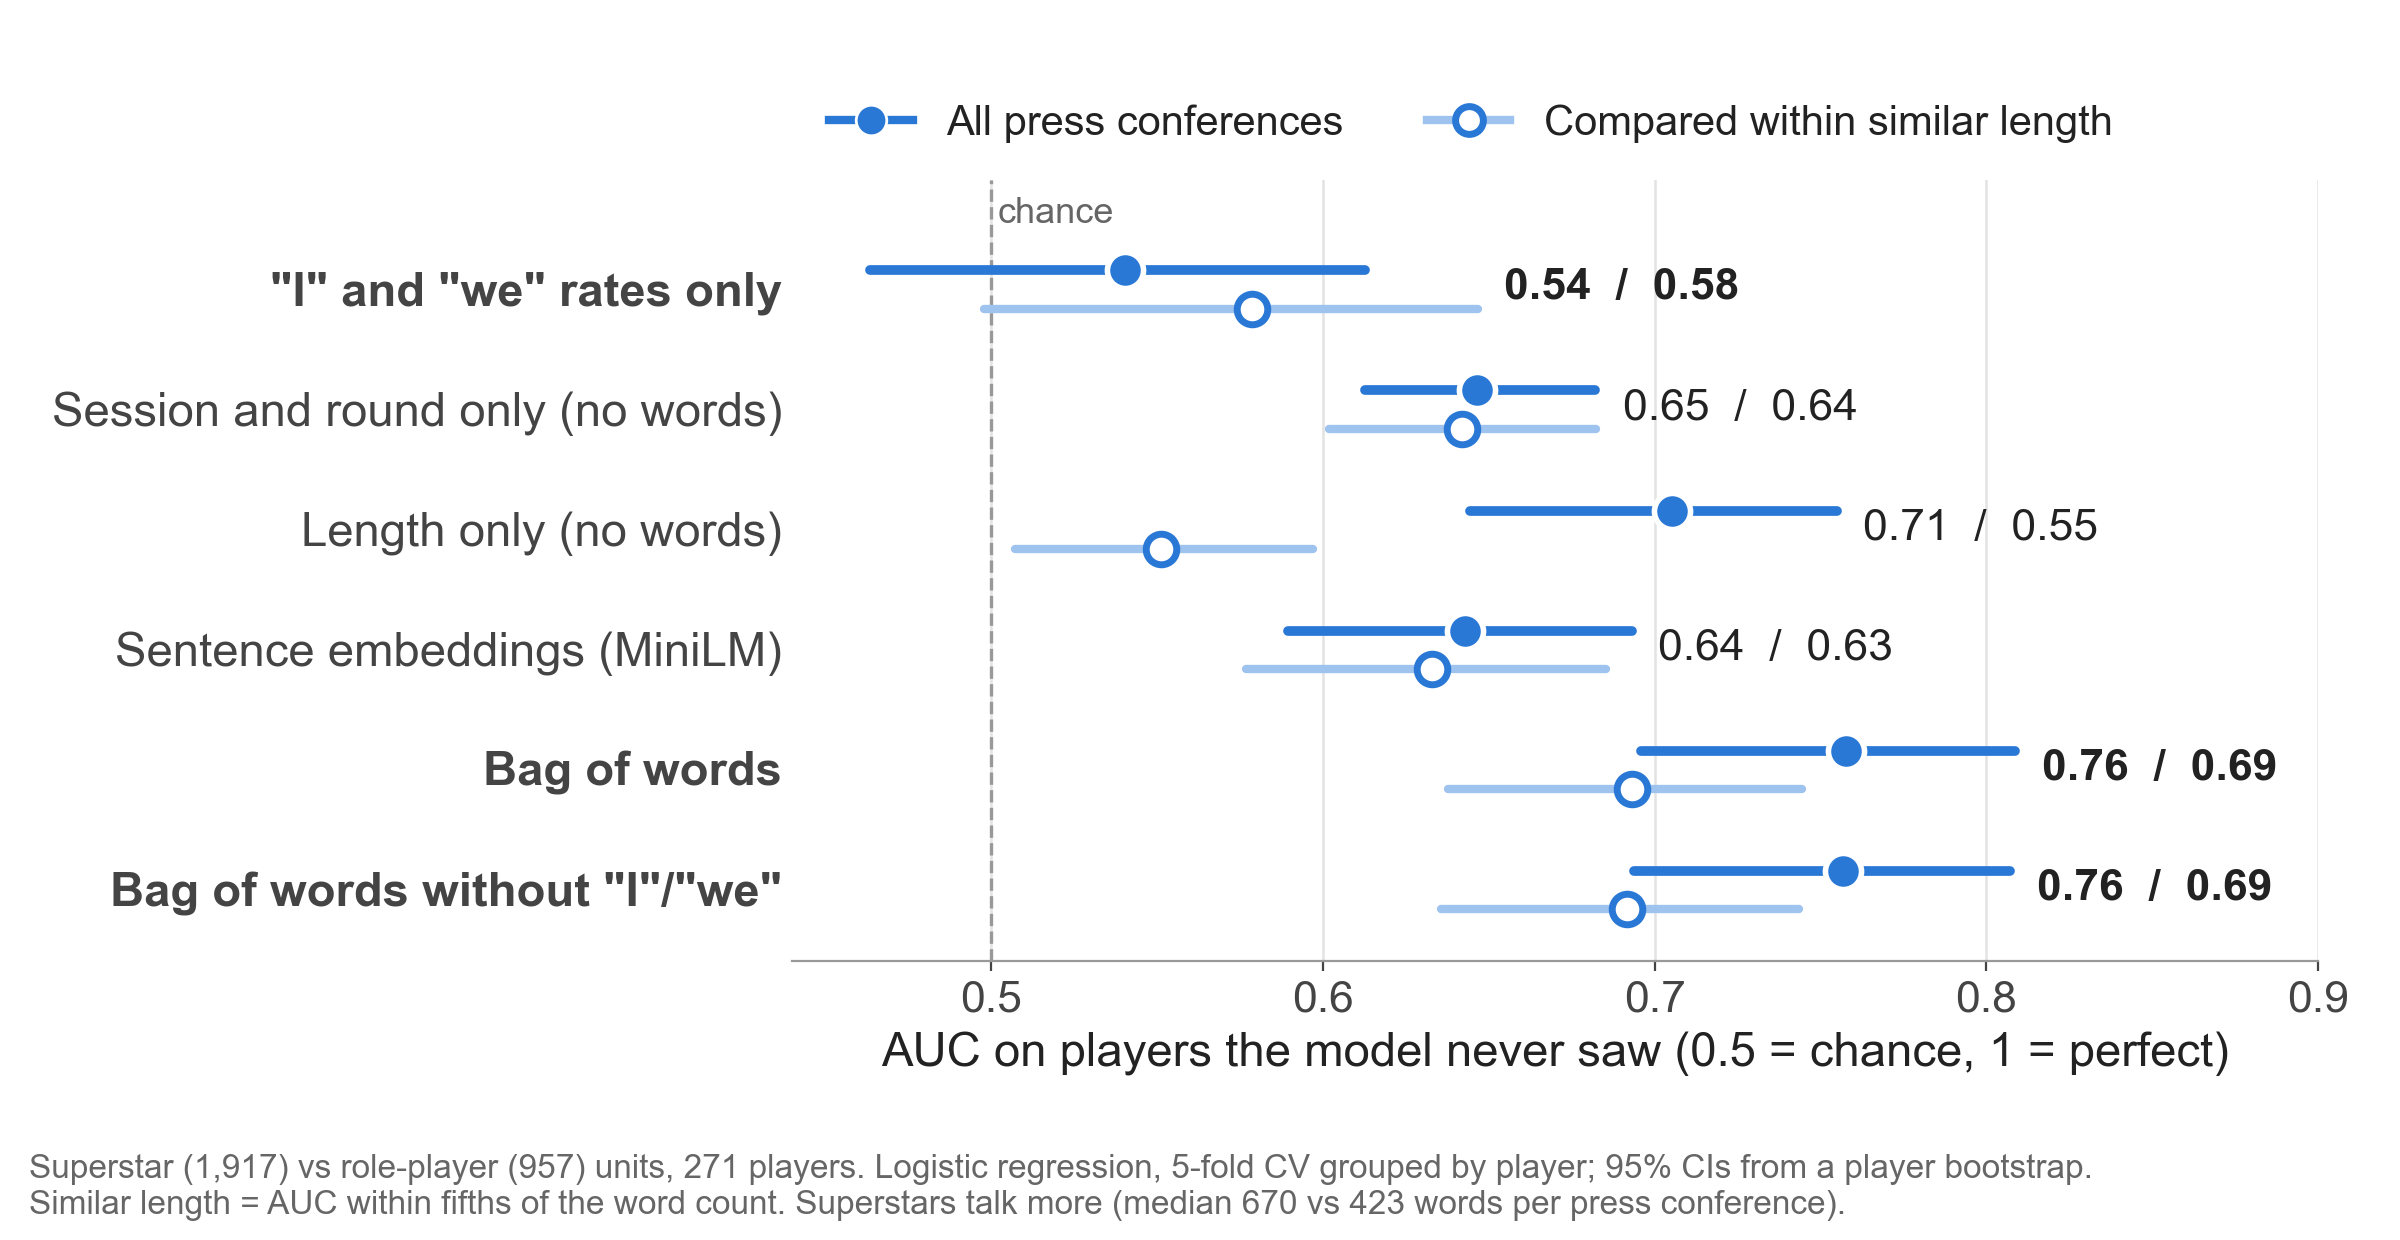 All press conferences
Compared within similar length
chance
"I" and "we" rates only
0.54 / 0.58
Session and round only (no words)
0.65 / 0.64
Length only (no words)
0.71 / 0.55
Sentence embeddings (MiniLM)
0.64 / 0.63
Bag of words
0.76 / 0.69
Bag of words without "I"/"we"
0.76 / 0.69
0.5 0.6 0.7 0.8 0.9
AUC on players the model never saw (0.5 = chance, 1 = perfect)
Superstar (1,917) vs role-player (957) units, 271 players. Logistic regression, 5-fold CV grouped by player; 95% CIs from a player bootstrap.
Similar length = AUC within fifths of the word count. Superstars talk more (median 670 vs 423 words per press conference).